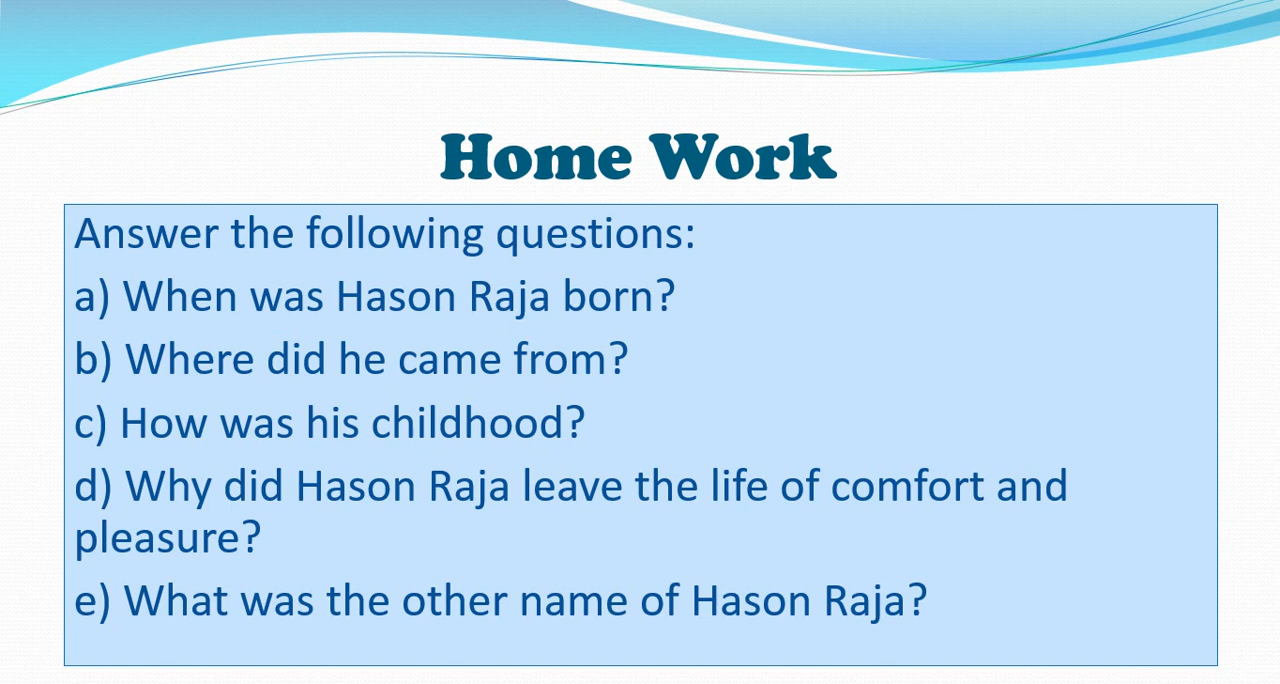 Home Work
Answer the following questions:
a) When was Hason Raja born?
b) Where did he came from?
c) How was his childhood?
d) Why did Hason Raja leave the life of comfort and
pleasure?
e) What was the other name of Hason Raja?